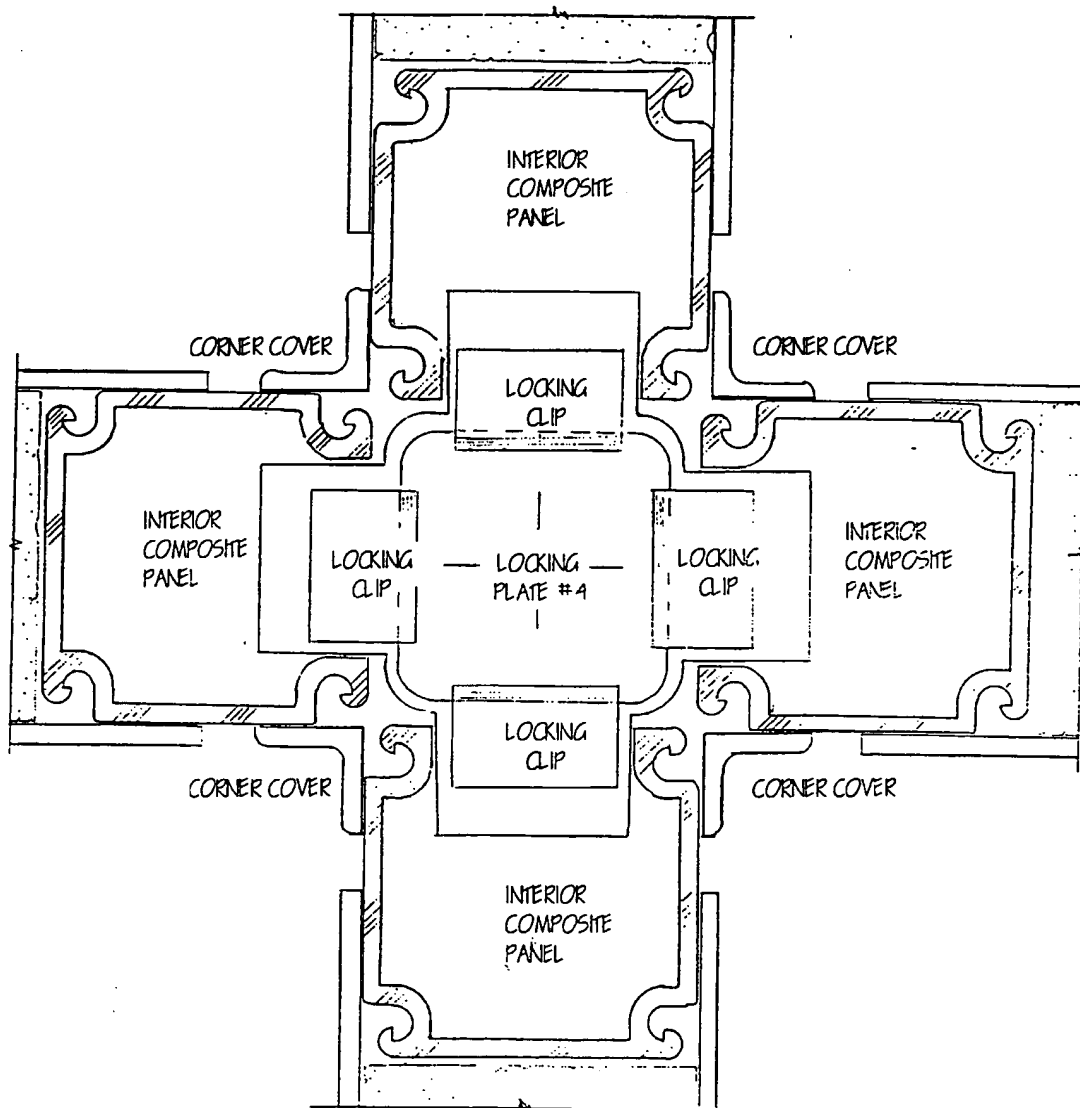 INTERIOR
COMPOSITE
PANEL
CORNER COVER
CORNER COVER
LOCKING
CLIP
INTERIOR
COMPOSITE
PANEL
LOCKING
CLIP
LOCKING
PLATE #4
LOCKING
CLIP
INTERIOR
COMPOSITE
PANEL
LOCKING
CLIP
CORNER COVER
CORNER COVER
INTERIOR
COMPOSITE
PANEL